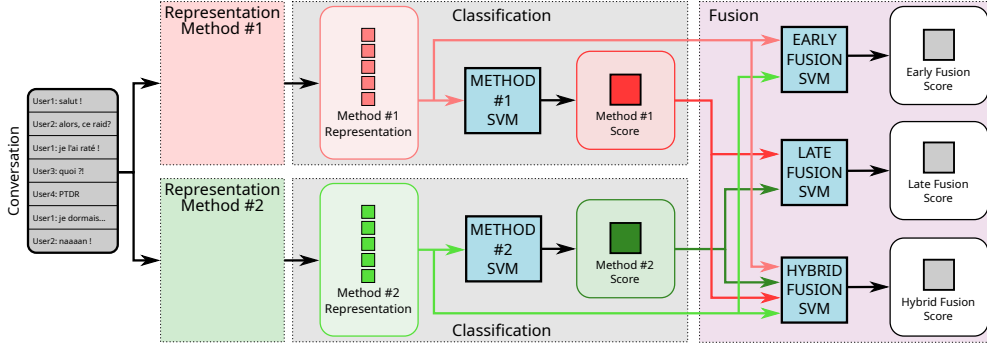 Conversation
User1: salut !
User2: alors, ce raid?
User1: je l'ai raté !
User3: quoi ?!
User4: PTDR
User1: je dormais...
User2: naaaan !
Representation
Method #1
Representation
Method #2
Classification
Method #1
Representation
METHOD
#1
SVM
Method #1
Score
Method #2
Representation
METHOD
#2
SVM
Method #2
Score
Classification
Fusion
EARLY
FUSION
SVM
Early Fusion
Score
LATE
FUSION
SVM
Late Fusion
Score
HYBRID
FUSION
SVM
Hybrid Fusion
Score